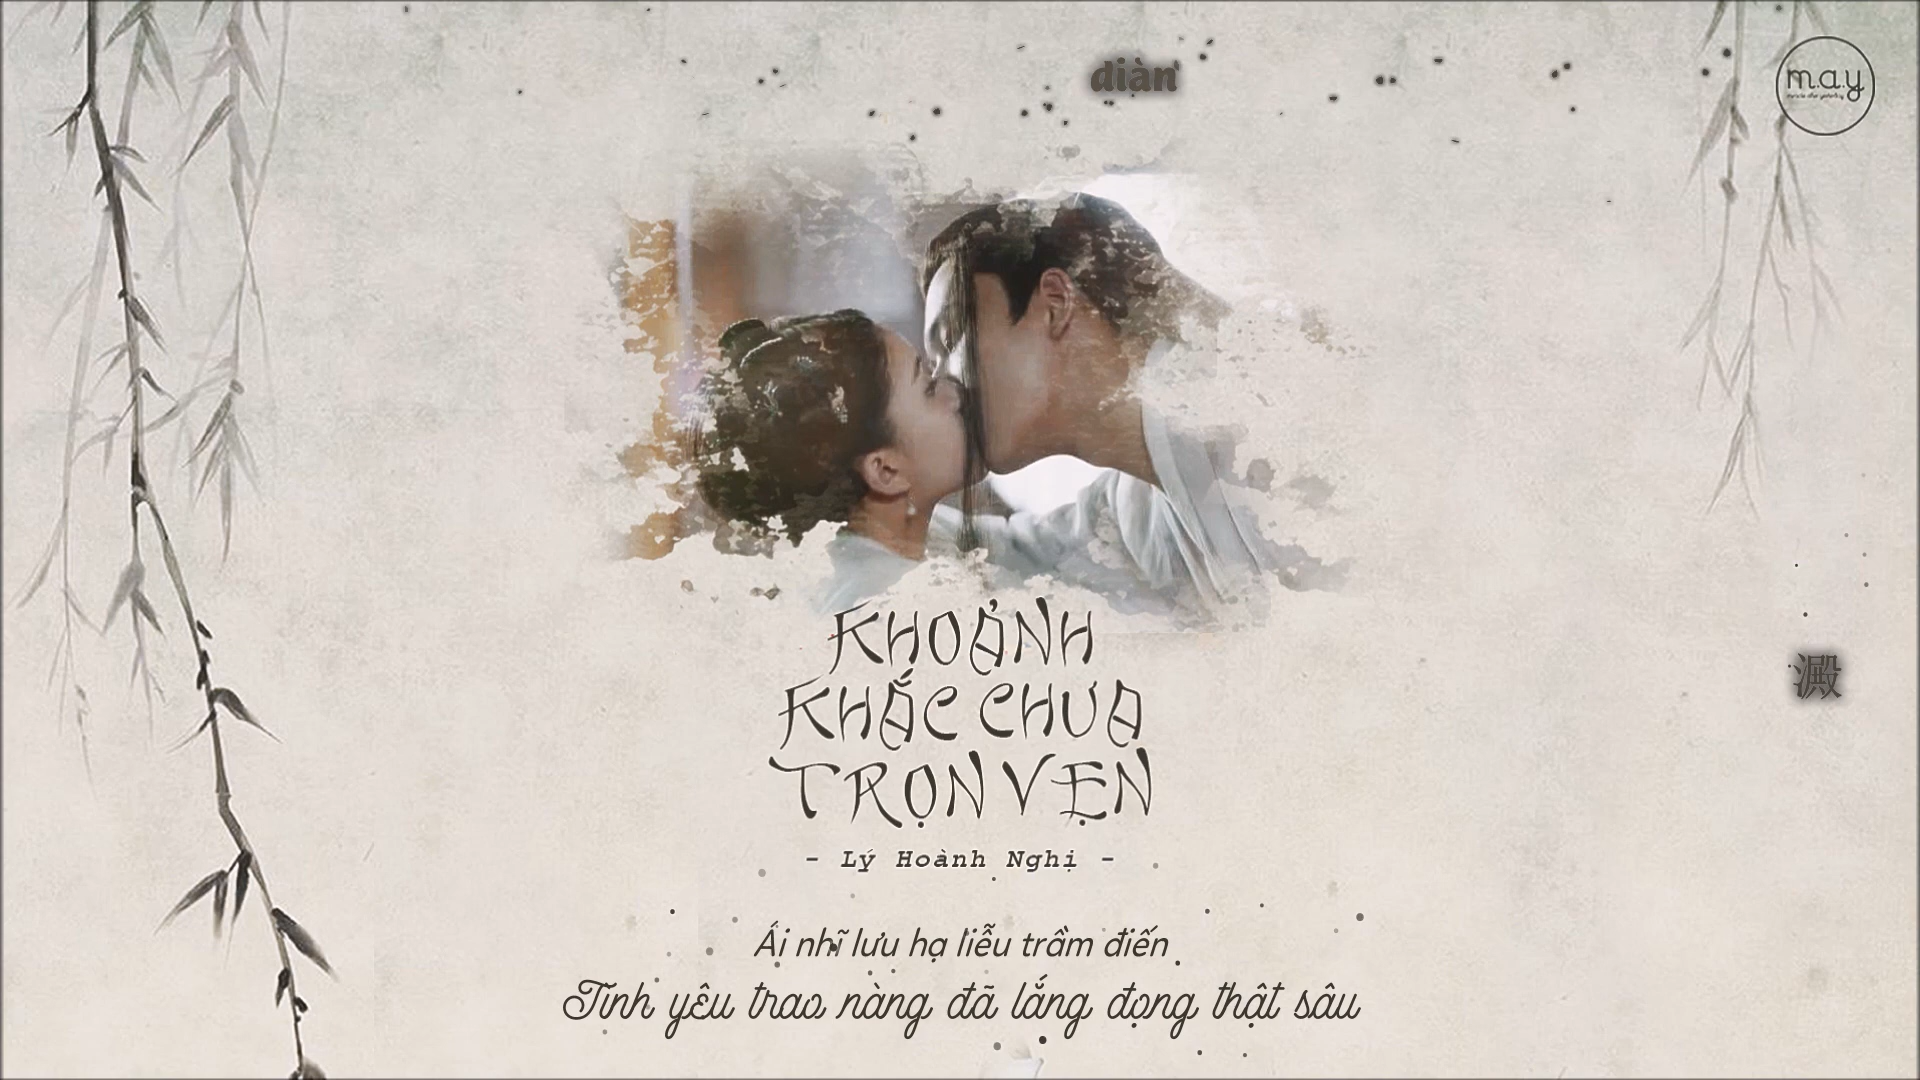 diàn
m.a.y
KHOẢNH
KHẮC CHƯA
TRỌN VẸN
- Lý Hoành Nghị -
澱
Ái nhĩ lưu hạ liễu trầm điến
Tình yêu trao nàng đã lắng đọng thật sâu